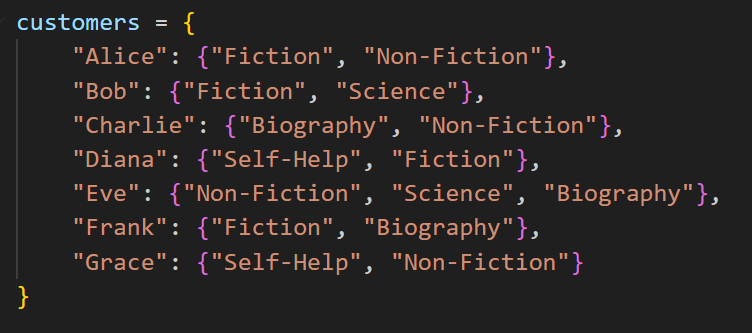 customers = {
    "Alice": {"Fiction", "Non-Fiction"},
    "Bob": {"Fiction", "Science"},
    "Charlie": {"Biography", "Non-Fiction"},
    "Diana": {"Self-Help", "Fiction"},
    "Eve": {"Non-Fiction", "Science", "Biography"},
    "Frank": {"Fiction", "Biography"},
    "Grace": {"Self-Help", "Non-Fiction"}
}